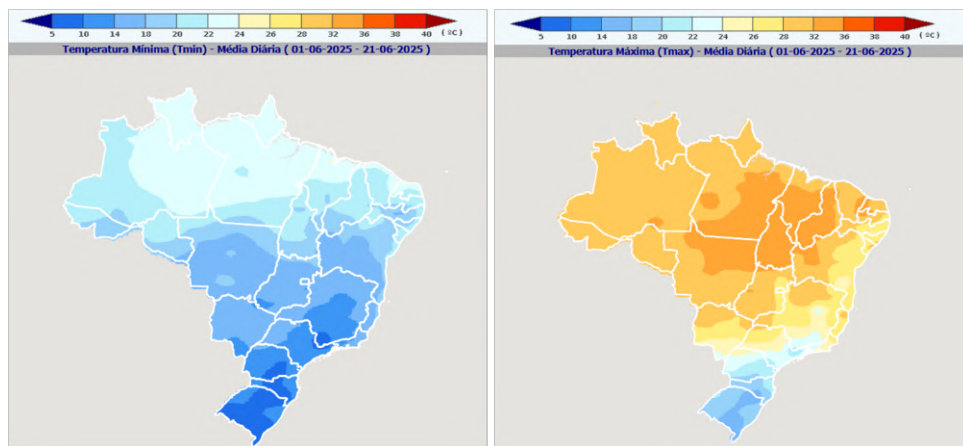 5 10 14 18 20 22 24 26 28 32 36 38 40 (ºC)
Temperatura Mínima (Tmin) - Média Diária ( 01-06-2025 - 21-06-2025 )
5 10 14 18 20 22 24 26 28 32 36 38 40 (ºC)
Temperatura Máxima (Tmax) - Média Diária ( 01-06-2025 - 21-06-2025 )